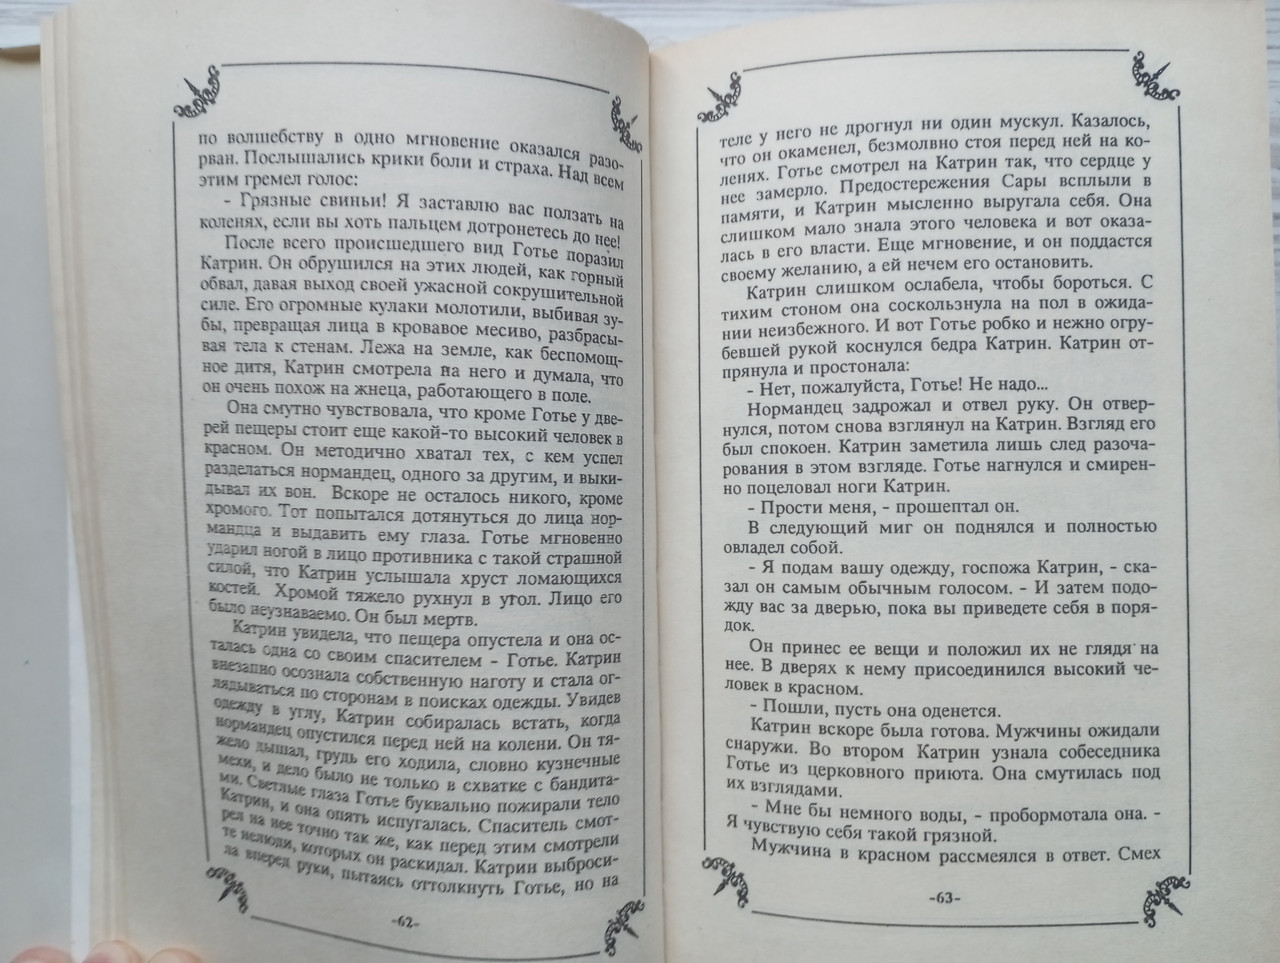 по волшебству в одно мгновение оказался разо-
рван. Послышались крики боли и страха. Над всем
этим гремел голос:
- Грязные свиньи! Я заставлю вас ползать на
коленях, если вы хоть пальцем дотронетесь до нее!
После всего происшедшего вид Готье поразил
Катрин. Он обрушился на этих людей, как горный
обвал, давая выход своей ужасной сокрушительной
силе. Его огромные кулаки молотили, выбивая зу-
бы, превращая лица в кровавое месиво, разбрасы-
вая тела к стенам. Лежа на земле, как беспомощ-
ное дитя, Катрин смотрела на него и думала, что
он очень похож на жнеца, работающего в поле.
Она смутно чувствовала, что кроме Готье у две-
рей пещеры стоит еще какой-то высокий человек в
красном. Он методично хватал тех, с кем успел
разделаться нормандец, одного за другим, и выки-
дывал их вон. Вскоре не осталось никого, кроме
хромого. Тот попытался дотянуться до лица нор-
мандца и выдавить ему глаза. Готье мгновенно
ударил ногой в лицо противника с такой страшной
силой, что Катрин услышала хруст ломающихся
костей. Хромой тяжело рухнул в угол. Лицо его
было неузнаваемо. Он был мертв.
Катрин увидела, что пещера опустела и она ос-
талась одна со своим спасителем - Готье. Катрин
внезапно осознала собственную наготу и стала ог-
лядываться по сторонам в поисках одежды. Увидев
одежду в углу, Катрин собиралась встать, когда
нормандец опустился перед ней на колени. Он тя-
жело дышал, грудь его ходила, словно кузнечные
мехи, и дело было не только в схватке с бандита-
ми. Светлые глаза Готье буквально пожирали тело
Катрин, и она опять испугалась. Спаситель смот-
рел на нее точно так же, как перед этим смотрели
те нелюди, которых он раскидал. Катрин выброси-
ла вперед руки, пытаясь оттолкнуть Готье, но на
-62-
теле у него не дрогнул ни один мускул. Казалось,
что он окаменел, безмолвно стоя перед ней на ко-
ленях. Готье смотрел на Катрин так, что сердце у
нее замерло. Предостережения Сары всплыли в
памяти, и Катрин мысленно выругала себя. Она
слишком мало знала этого человека и вот оказа-
лась в его власти. Еще мгновение, и он поддастся
своему желанию, а ей нечем его остановить.
Катрин слишком ослабела, чтобы бороться. С
тихим стоном она соскользнула на пол в ожида-
нии неизбежного. И вот Готье робко и нежно огру-
бевшей рукой коснулся бедра Катрин. Катрин от-
прянула и простонала:
- Нет, пожалуйста, Готье! Не надо...
Нормандец задрожал и отвел руку. Он отвер-
нулся, потом снова взглянул на Катрин. Взгляд его
был спокоен. Катрин заметила лишь след разоча-
рования в этом взгляде. Готье нагнулся и смирен-
но поцеловал ноги Катрин.
- Прости меня, - прошептал он.
В следующий миг он поднялся и полностью
овладел собой.
- Я подам вашу одежду, госпожа Катрин, - ска-
зал он самым обычным голосом. - И затем подо-
жду вас за дверью, пока вы приведете себя в поря-
док.
Он принес ее вещи и положил их не глядя на
нее. В дверях к нему присоединился высокий че-
ловек в красном.
- Пошли, пусть она оденется.
Катрин вскоре была готова. Мужчины ожидали
снаружи. Во втором Катрин узнала собеседника
Готье из церковного приюта. Она смутилась под
их взглядами.
- Мне бы немного воды, - пробормотала она. -
Я чувствую себя такой грязной.
Мужчина в красном рассмеялся в ответ. Смех
-63-